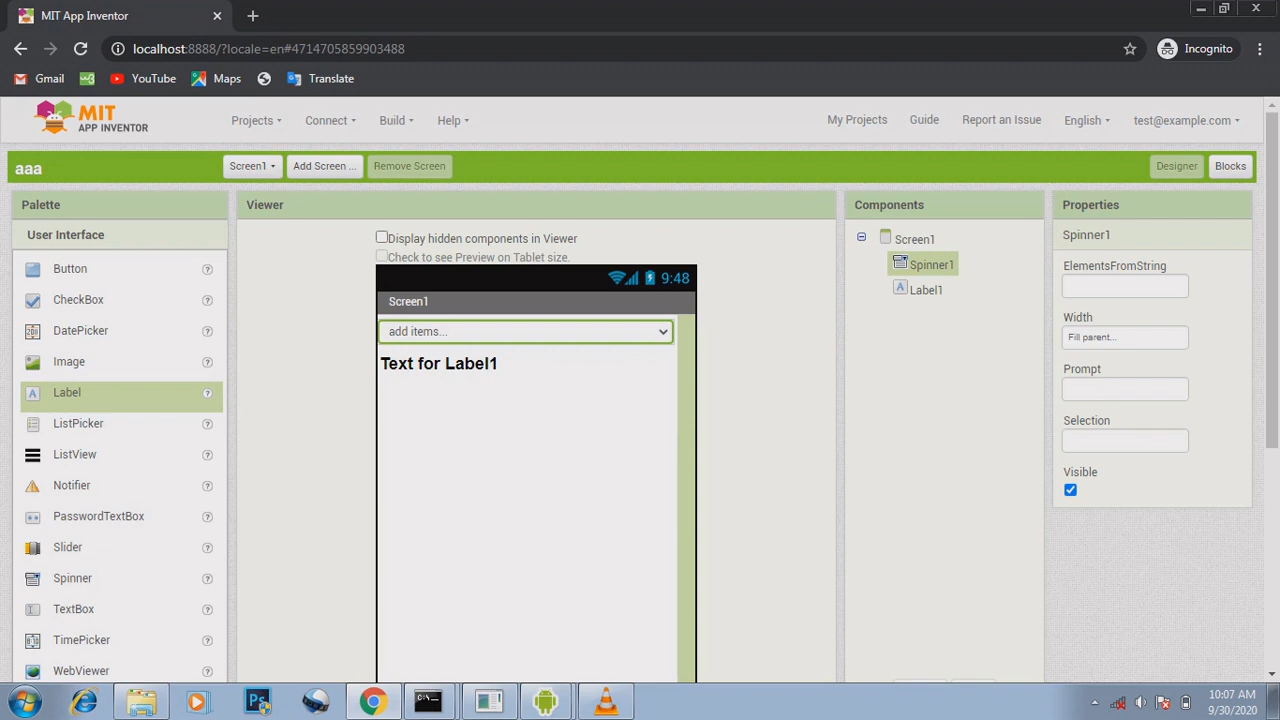 MIT App Inventor
localhost:8888/?locale=en#4714705859903488
Incognito
Gmail
YouTube
Maps
Translate
MIT
APP INVENTOR
Projects
Connect
Build
Help
My Projects
Guide
Report an Issue
English
test@example.com
aaa
Screen1
Add Screen ...
Remove Screen
Designer
Blocks
Palette
Viewer
Components
Properties
User Interface
Button ?
CheckBox ?
DatePicker ?
Image ?
Label ?
ListPicker ?
ListView ?
Notifier ?
PasswordTextBox ?
Slider ?
Spinner ?
TextBox ?
TimePicker ?
WebViewer ?
Display hidden components in Viewer
Check to see Preview on Tablet size.
9:48
Screen1
add items...
Text for Label1
Screen1
Spinner1
A Label1
Spinner1
ElementsFromString
Width
Fill parent...
Prompt
Selection
Visible
Ps
10:07 AM
9/30/2020